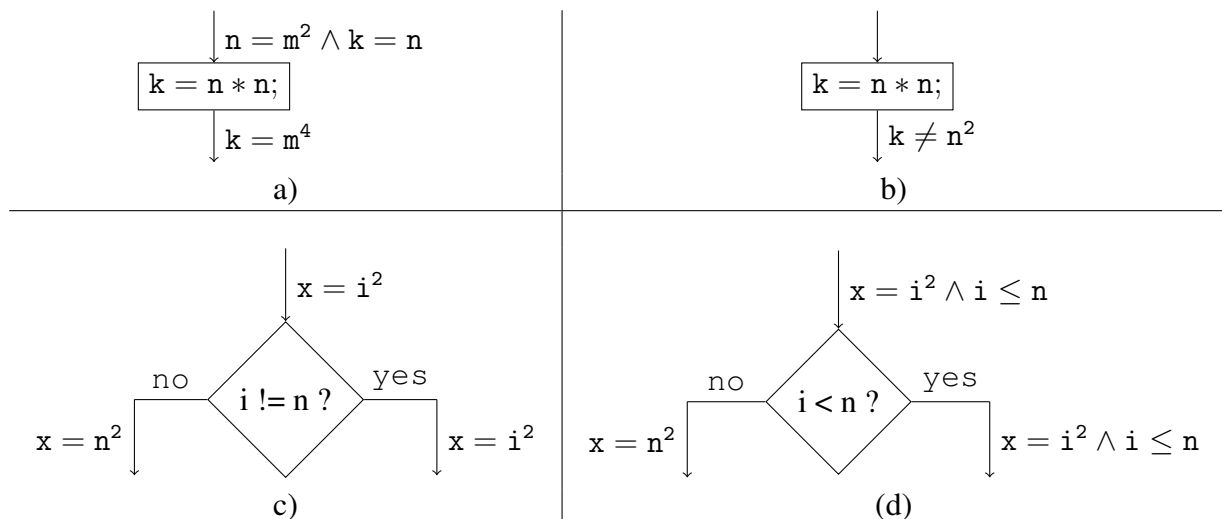 n = m² ∧ k = n
k = n * n;
k = m⁴
a)
k = n * n;
k ≠ n²
b)
x = i²
no
yes
i != n ?
x = n²
x = i²
c)
x = i² ∧ i ≤ n
no
yes
i < n ?
x = n²
x = i² ∧ i ≤ n
(d)